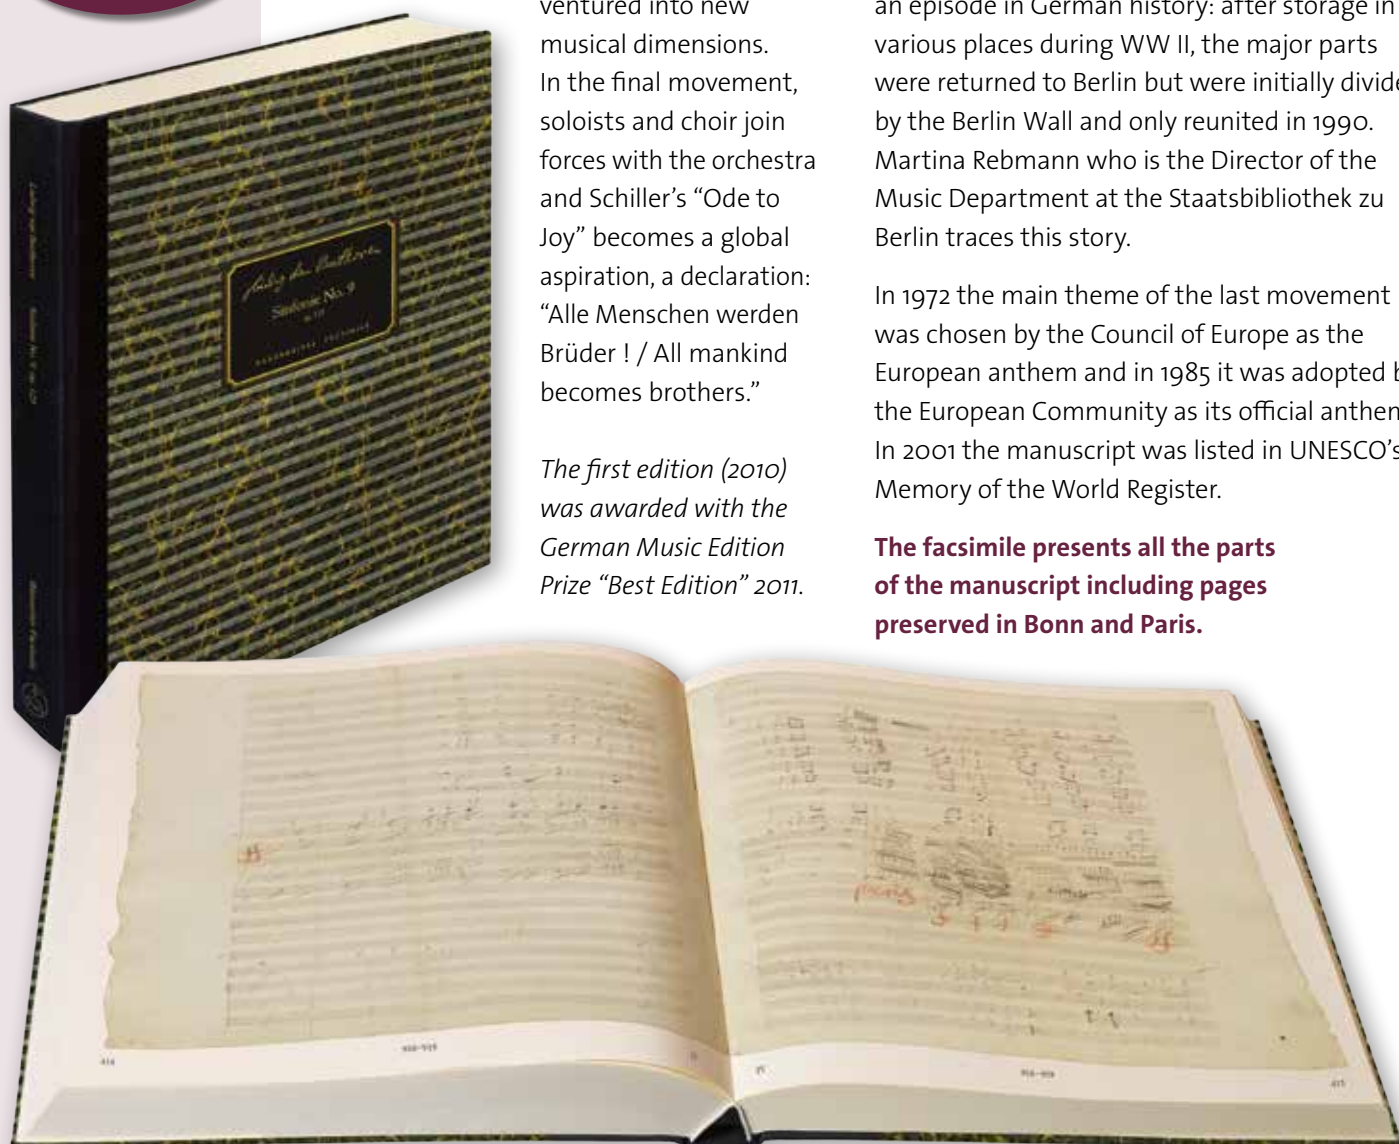 ventured into new
musical dimensions.
In the final movement,
soloists and choir join
forces with the orchestra
and Schiller’s “Ode to
Joy” becomes a global
aspiration, a declaration:
“Alle Menschen werden
Brüder ! / All mankind
becomes brothers.”
The first edition (2010)
was awarded with the
German Music Edition
Prize “Best Edition” 2011.
an episode in German history: after storage in
various places during WW II, the major parts
were returned to Berlin but were initially divide
by the Berlin Wall and only reunited in 1990.
Martina Rebmann who is the Director of the
Music Department at the Staatsbibliothek zu
Berlin traces this story.
In 1972 the main theme of the last movement
was chosen by the Council of Europe as the
European anthem and in 1985 it was adopted b
the European Community as its official anthem
In 2001 the manuscript was listed in UNESCO’s
Memory of the World Register.
The facsimile presents all the parts
of the manuscript including pages
preserved in Bonn and Paris.
Ludwig van Beethoven
Sinfonie No. 9